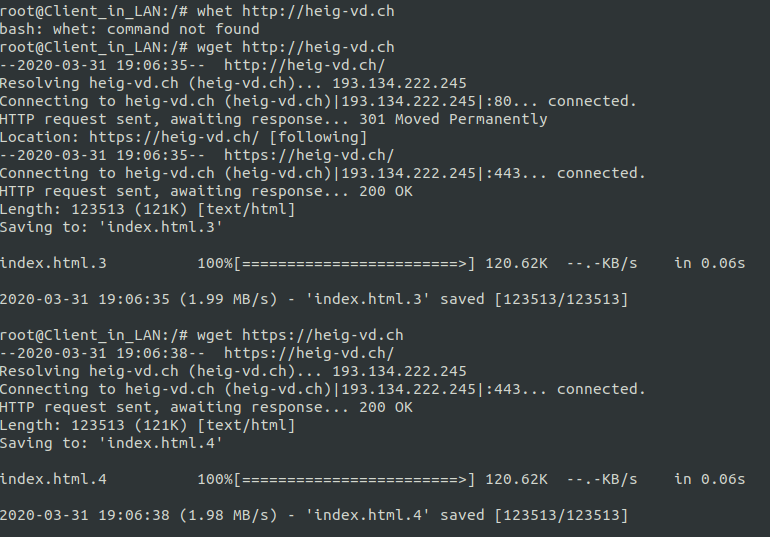 root@Client_in_LAN:/# whet http://heig-vd.ch
bash: whet: command not found
root@Client_in_LAN:/# wget http://heig-vd.ch
--2020-03-31 19:06:35--  http://heig-vd.ch/
Resolving heig-vd.ch (heig-vd.ch)... 193.134.222.245
Connecting to heig-vd.ch (heig-vd.ch)|193.134.222.245|:80... connected.
HTTP request sent, awaiting response... 301 Moved Permanently
Location: https://heig-vd.ch/ [following]
--2020-03-31 19:06:35--  https://heig-vd.ch/
Connecting to heig-vd.ch (heig-vd.ch)|193.134.222.245|:443... connected.
HTTP request sent, awaiting response... 200 OK
Length: 123513 (121K) [text/html]
Saving to: 'index.html.3'

index.html.3          100%[========================>] 120.62K  --.-KB/s    in 0.06s

2020-03-31 19:06:35 (1.99 MB/s) - 'index.html.3' saved [123513/123513]

root@Client_in_LAN:/# wget https://heig-vd.ch
--2020-03-31 19:06:38--  https://heig-vd.ch/
Resolving heig-vd.ch (heig-vd.ch)... 193.134.222.245
Connecting to heig-vd.ch (heig-vd.ch)|193.134.222.245|:443... connected.
HTTP request sent, awaiting response... 200 OK
Length: 123513 (121K) [text/html]
Saving to: 'index.html.4'

index.html.4          100%[========================>] 120.62K  --.-KB/s    in 0.06s

2020-03-31 19:06:38 (1.98 MB/s) - 'index.html.4' saved [123513/123513]